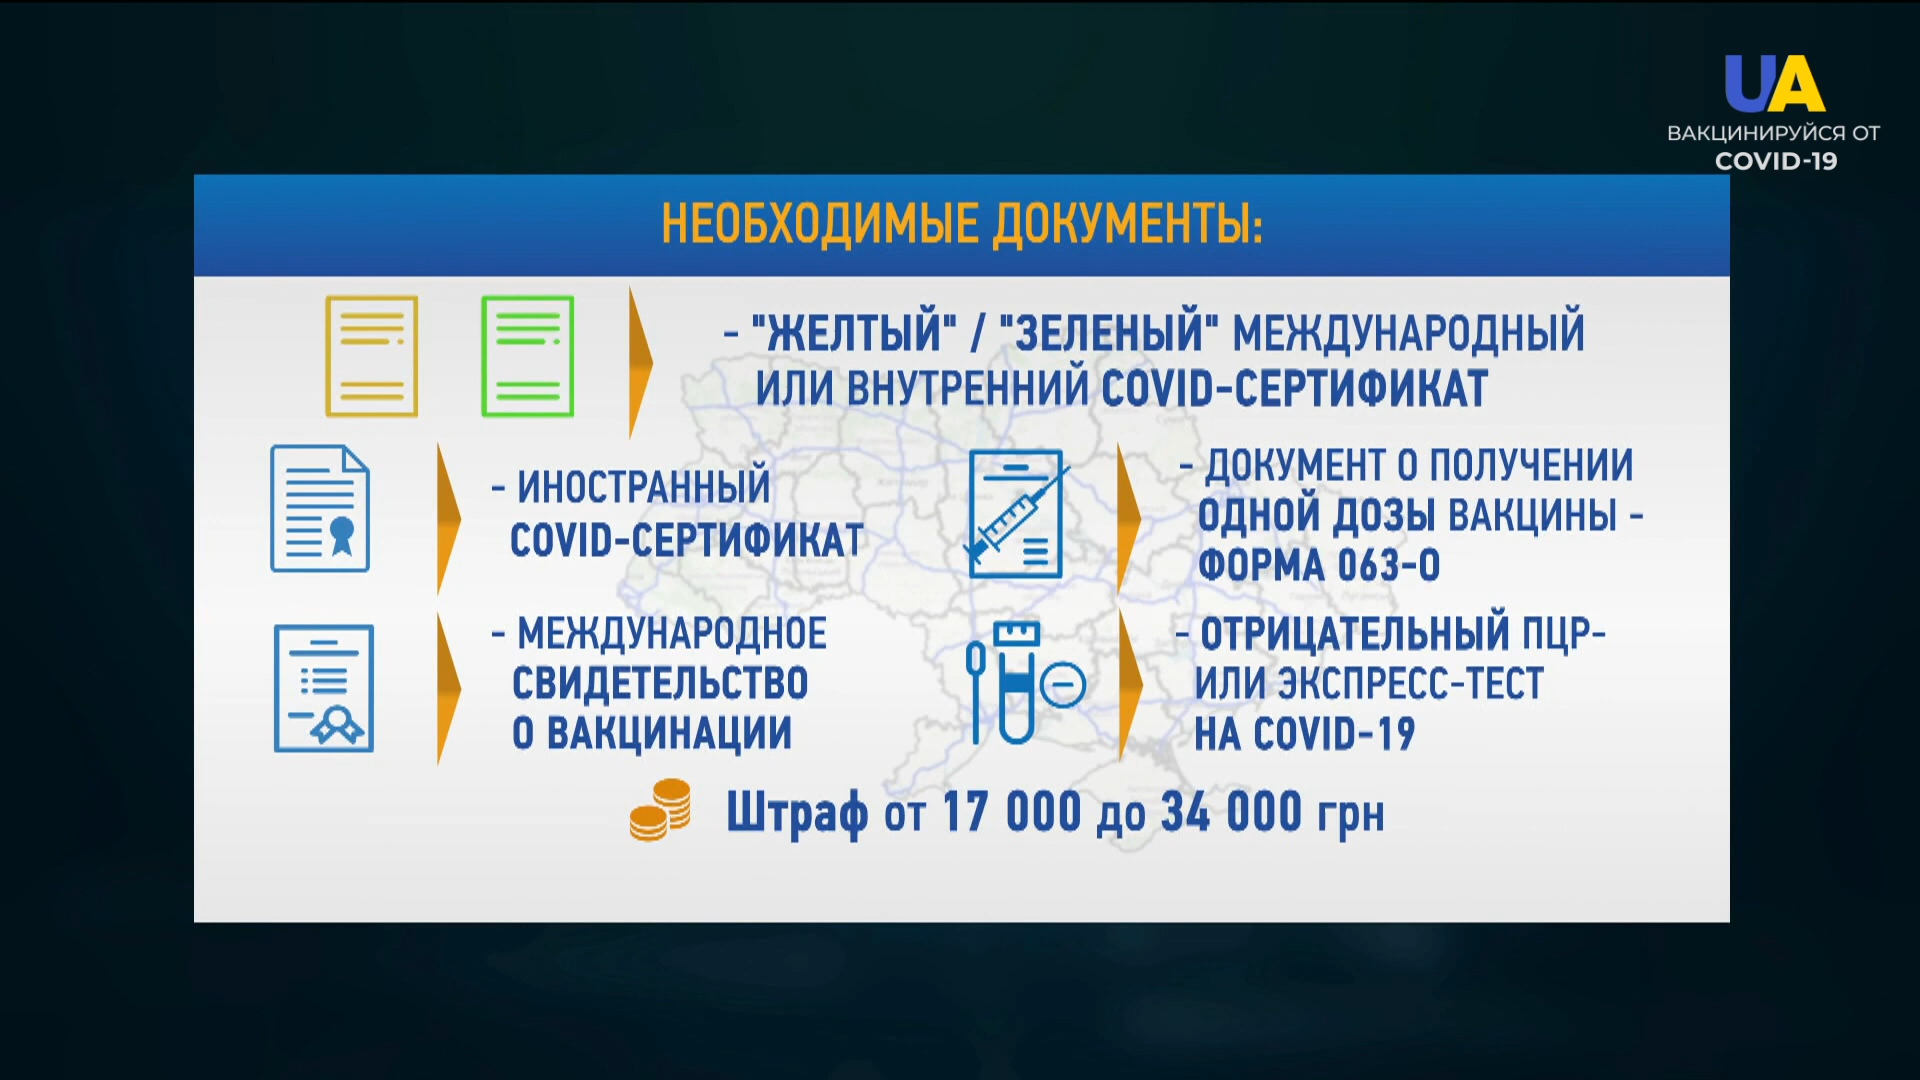 UA
ВАКЦИНИРУЙСЯ ОТ
COVID-19
НЕОБХОДИМЫЕ ДОКУМЕНТЫ:
- "ЖЕЛТЫЙ" / "ЗЕЛЕНЫЙ" МЕЖДУНАРОДНЫЙ
ИЛИ ВНУТРЕННИЙ COVID-СЕРТИФИКАТ
- ИНОСТРАННЫЙ
COVID-СЕРТИФИКАТ
- ДОКУМЕНТ О ПОЛУЧЕНИИ
ОДНОЙ ДОЗЫ ВАКЦИНЫ -
ФОРМА 063-О
- МЕЖДУНАРОДНОЕ
СВИДЕТЕЛЬСТВО
О ВАКЦИНАЦИИ
- ОТРИЦАТЕЛЬНЫЙ ПЦР-
ИЛИ ЭКСПРЕСС-ТЕСТ
НА COVID-19
Штраф от 17 000 до 34 000 грн